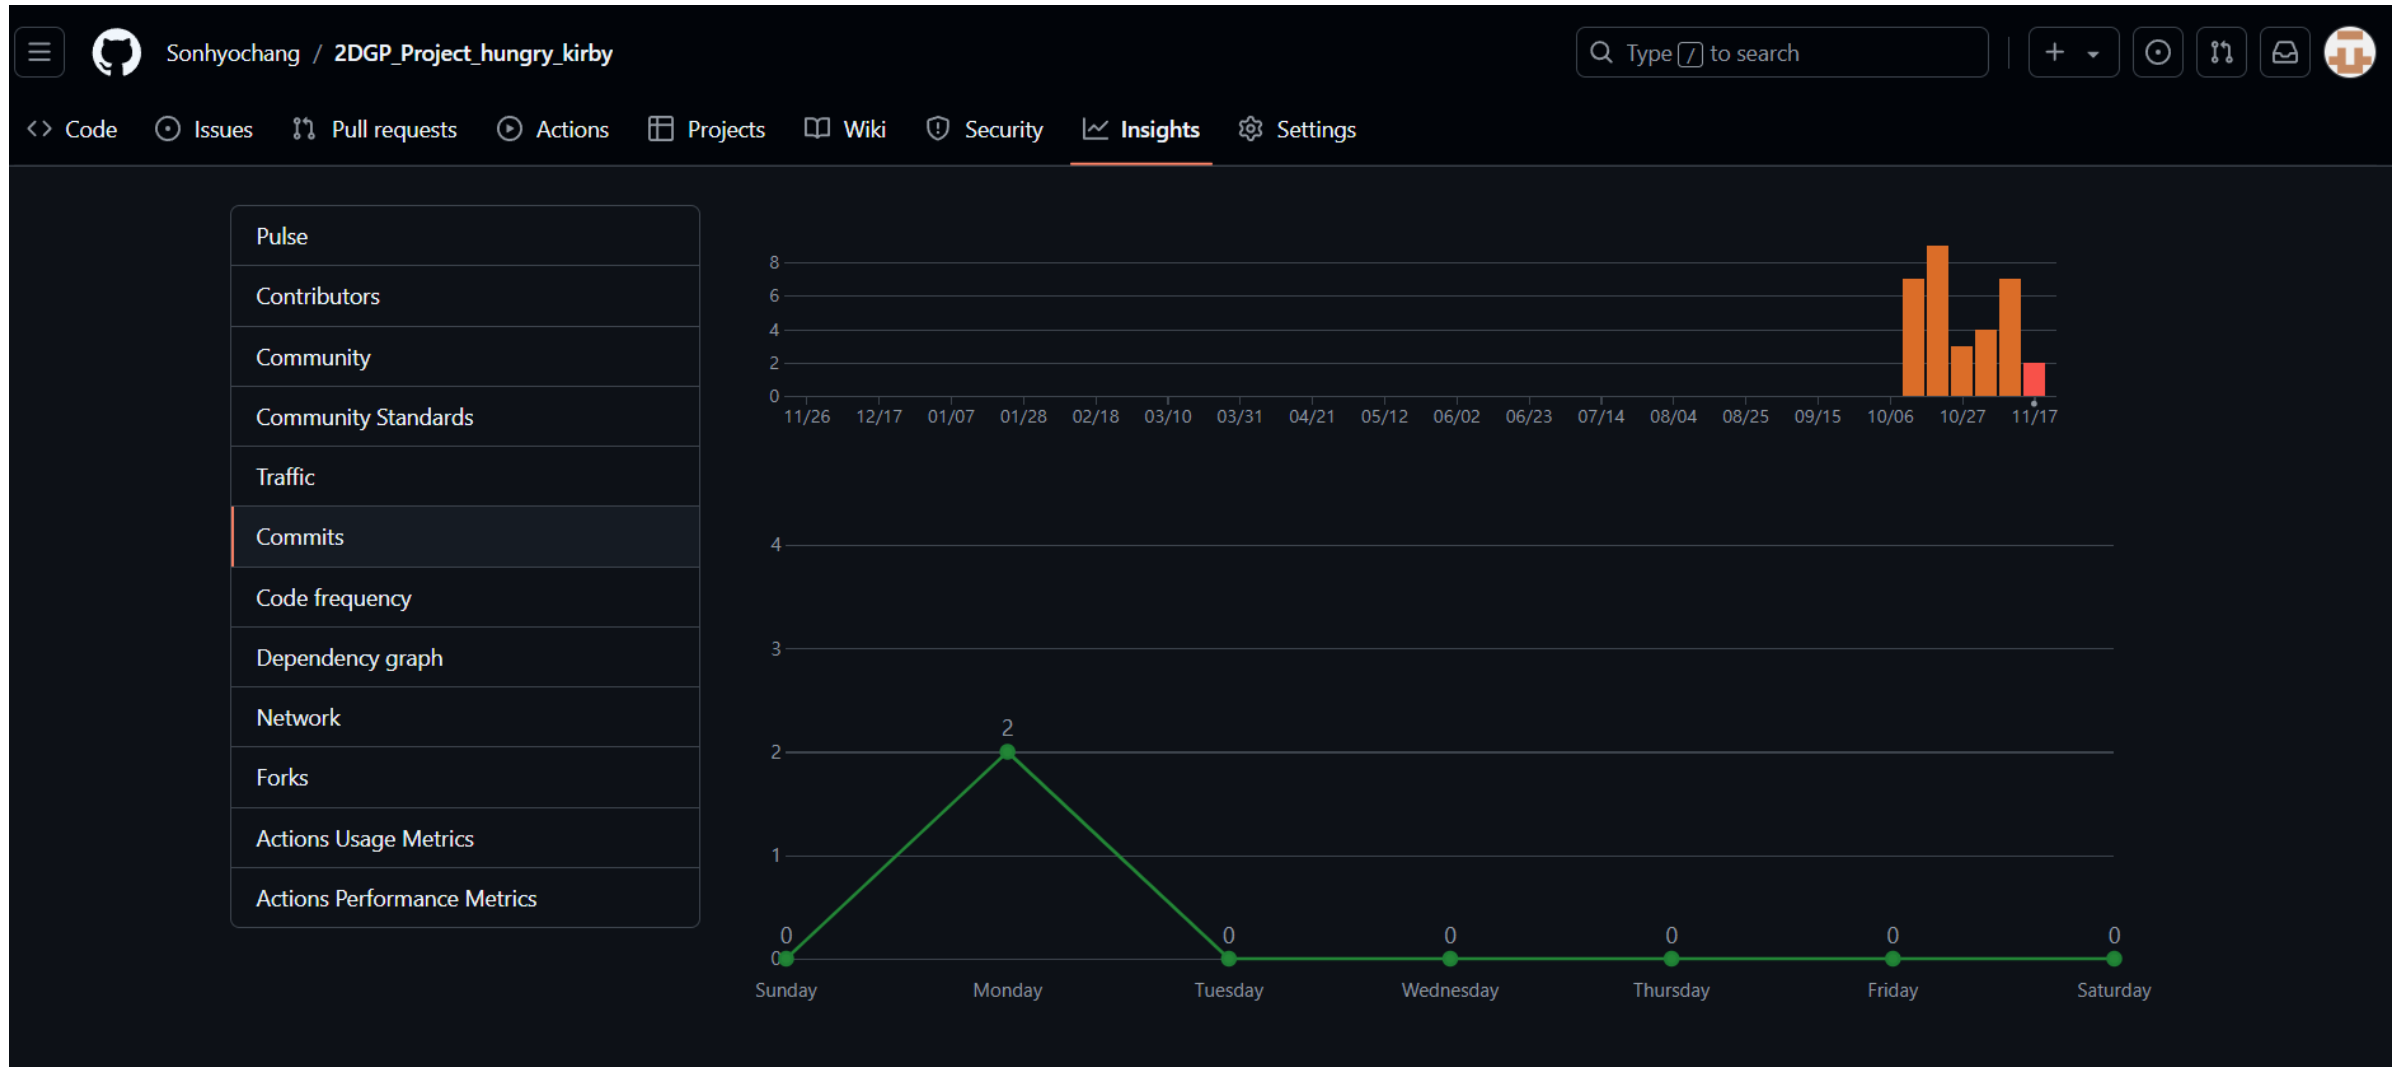 Sonhyochang / 2DGP_Project_hungry_kirby
Type / to search
Code Issues Pull requests Actions Projects Wiki Security Insights Settings
Pulse
Contributors
Community
Community Standards
Traffic
Commits
Code frequency
Dependency graph
Network
Forks
Actions Usage Metrics
Actions Performance Metrics
8
6
4
2
0
11/26 12/17 01/07 01/28 02/18 03/10 03/31 04/21 05/12 06/02 06/23 07/14 08/04 08/25 09/15 10/06 10/27 11/17
4
3
2
2
1
0 0 0 0 0 0
0
Sunday Monday Tuesday Wednesday Thursday Friday Saturday